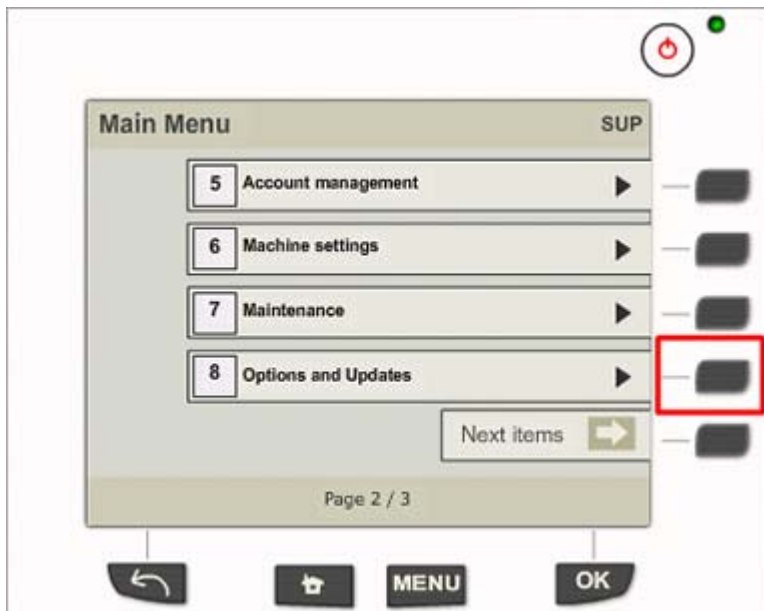 Main Menu SUP
5 Account management
6 Machine settings
7 Maintenance
8 Options and Updates
Next items
Page 2 / 3
MENU OK